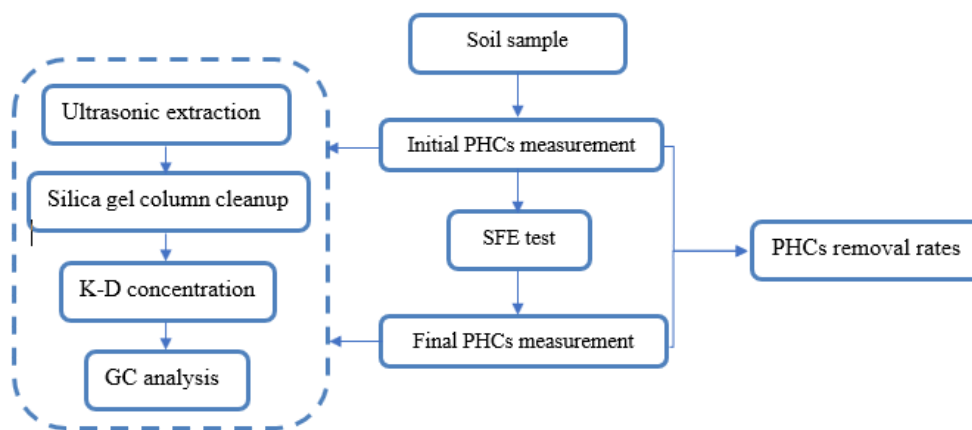 Soil sample
Ultrasonic extraction
Initial PHCs measurement
Silica gel column cleanup
SFE test
PHCs removal rates
K-D concentration
Final PHCs measurement
GC analysis